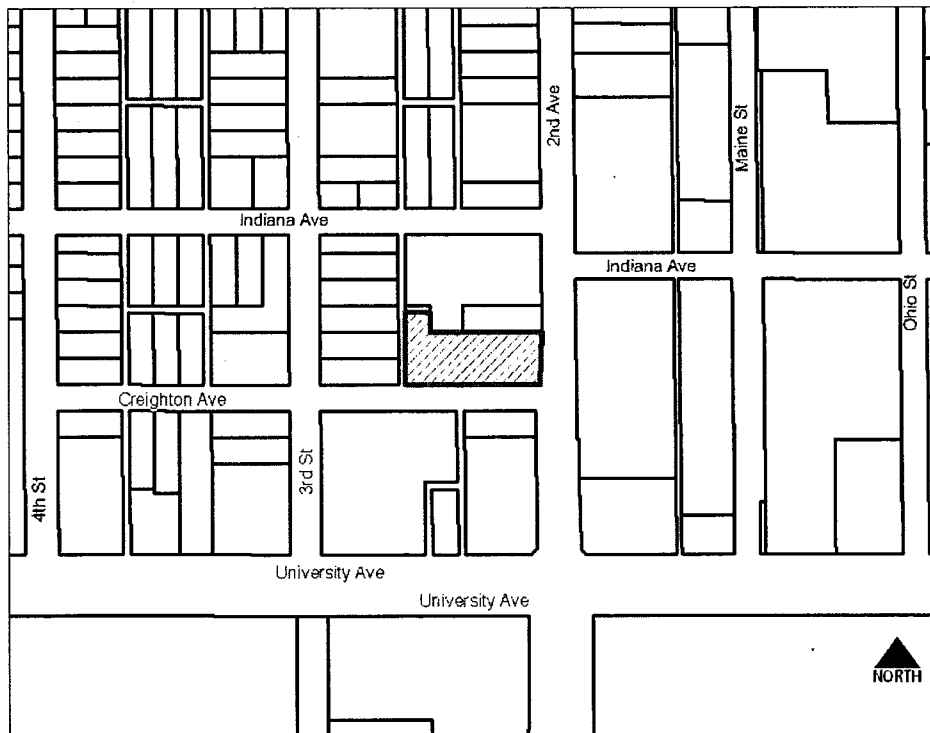 2nd Ave
Maine St
Indiana Ave
Indiana Ave
Ohio St
Creighton Ave
3rd St
4th St
University Ave
University Ave
NORTH